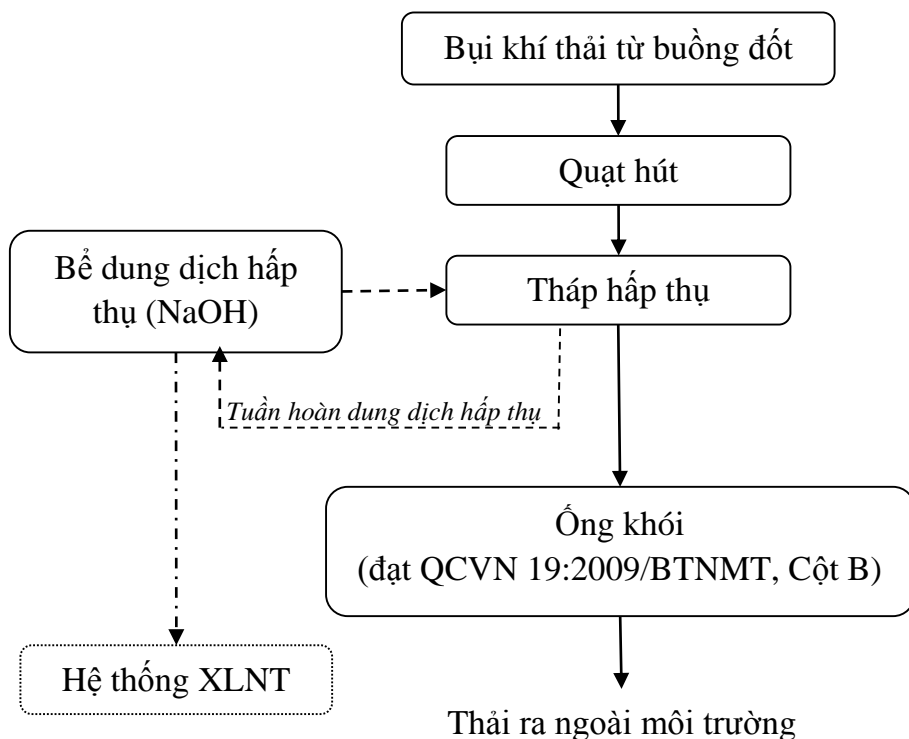 Bụi khí thải từ buồng đốt
Quạt hút
Bể dung dịch hấp
thụ (NaOH)
Tháp hấp thụ
Tuần hoàn dung dịch hấp thụ
Ống khói
(đạt QCVN 19:2009/BTNMT, Cột B)
Hệ thống XLNT
Thải ra ngoài môi trường